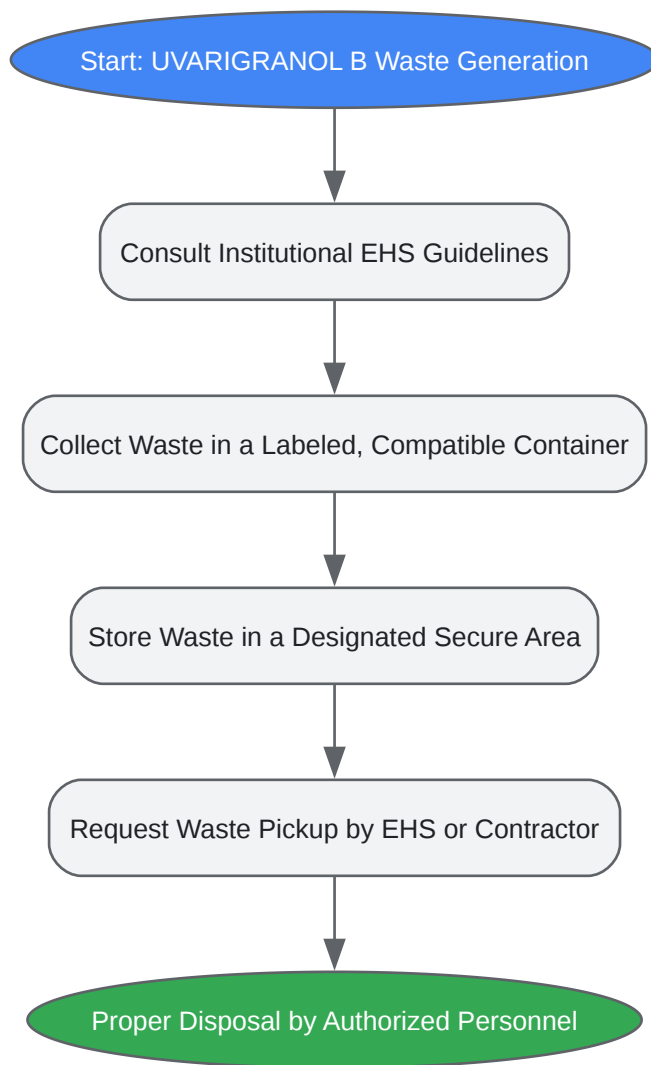 Start: UVARIGRANOL B Waste Generation
Consult Institutional EHS Guidelines
Collect Waste in a Labeled, Compatible Container
Store Waste in a Designated Secure Area
Request Waste Pickup by EHS or Contractor
Proper Disposal by Authorized Personnel